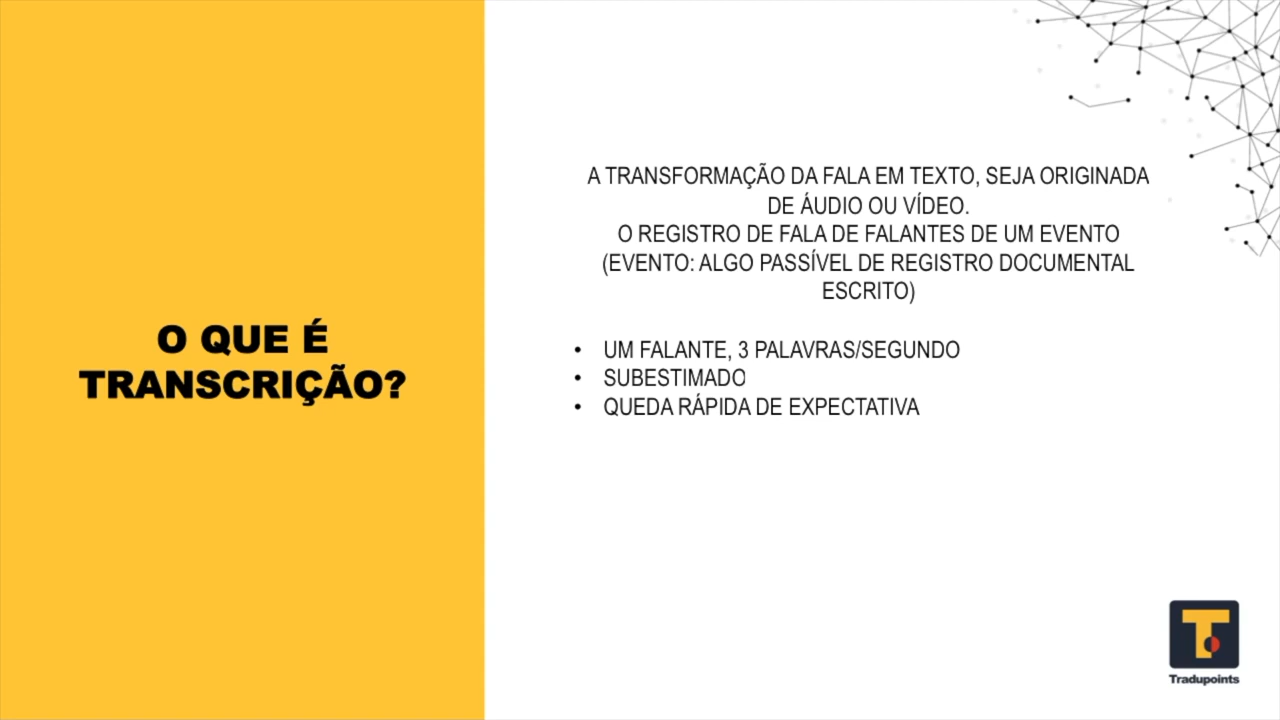 O QUE É
TRANSCRIÇÃO?
A TRANSFORMAÇÃO DA FALA EM TEXTO, SEJA ORIGINADA
DE ÁUDIO OU VÍDEO.
O REGISTRO DE FALA DE FALANTES DE UM EVENTO
(EVENTO: ALGO PASSÍVEL DE REGISTRO DOCUMENTAL
ESCRITO)
• UM FALANTE, 3 PALAVRAS/SEGUNDO
• SUBESTIMADO
• QUEDA RÁPIDA DE EXPECTATIVA
T
Tradupoints